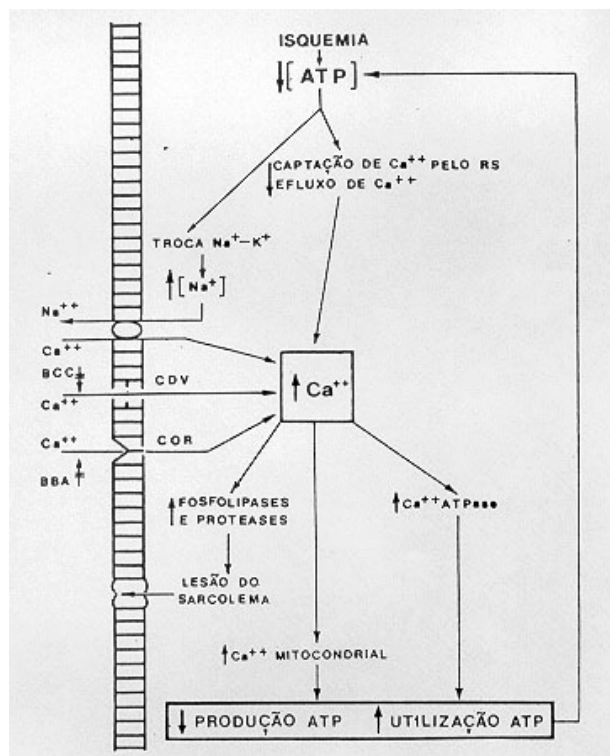 ISQUEMIA
↓[ATP]
↓CAPTAÇÃO DE Ca++ PELO RS
↓EFLUXO DE Ca++
TROCA Na+–K+
↑[Na+]
Na++
Ca++
BCC
CDV
Ca++
↑Ca++
Ca++
COR
BBA
↑FOSFOLIPASES
E PROTEASES
↑Ca++ATPase
LESÃO DO
SARCOLEMA
↑Ca++ MITOCONDRIAL
↓PRODUÇÃO ATP ↑UTILIZAÇÃO ATP